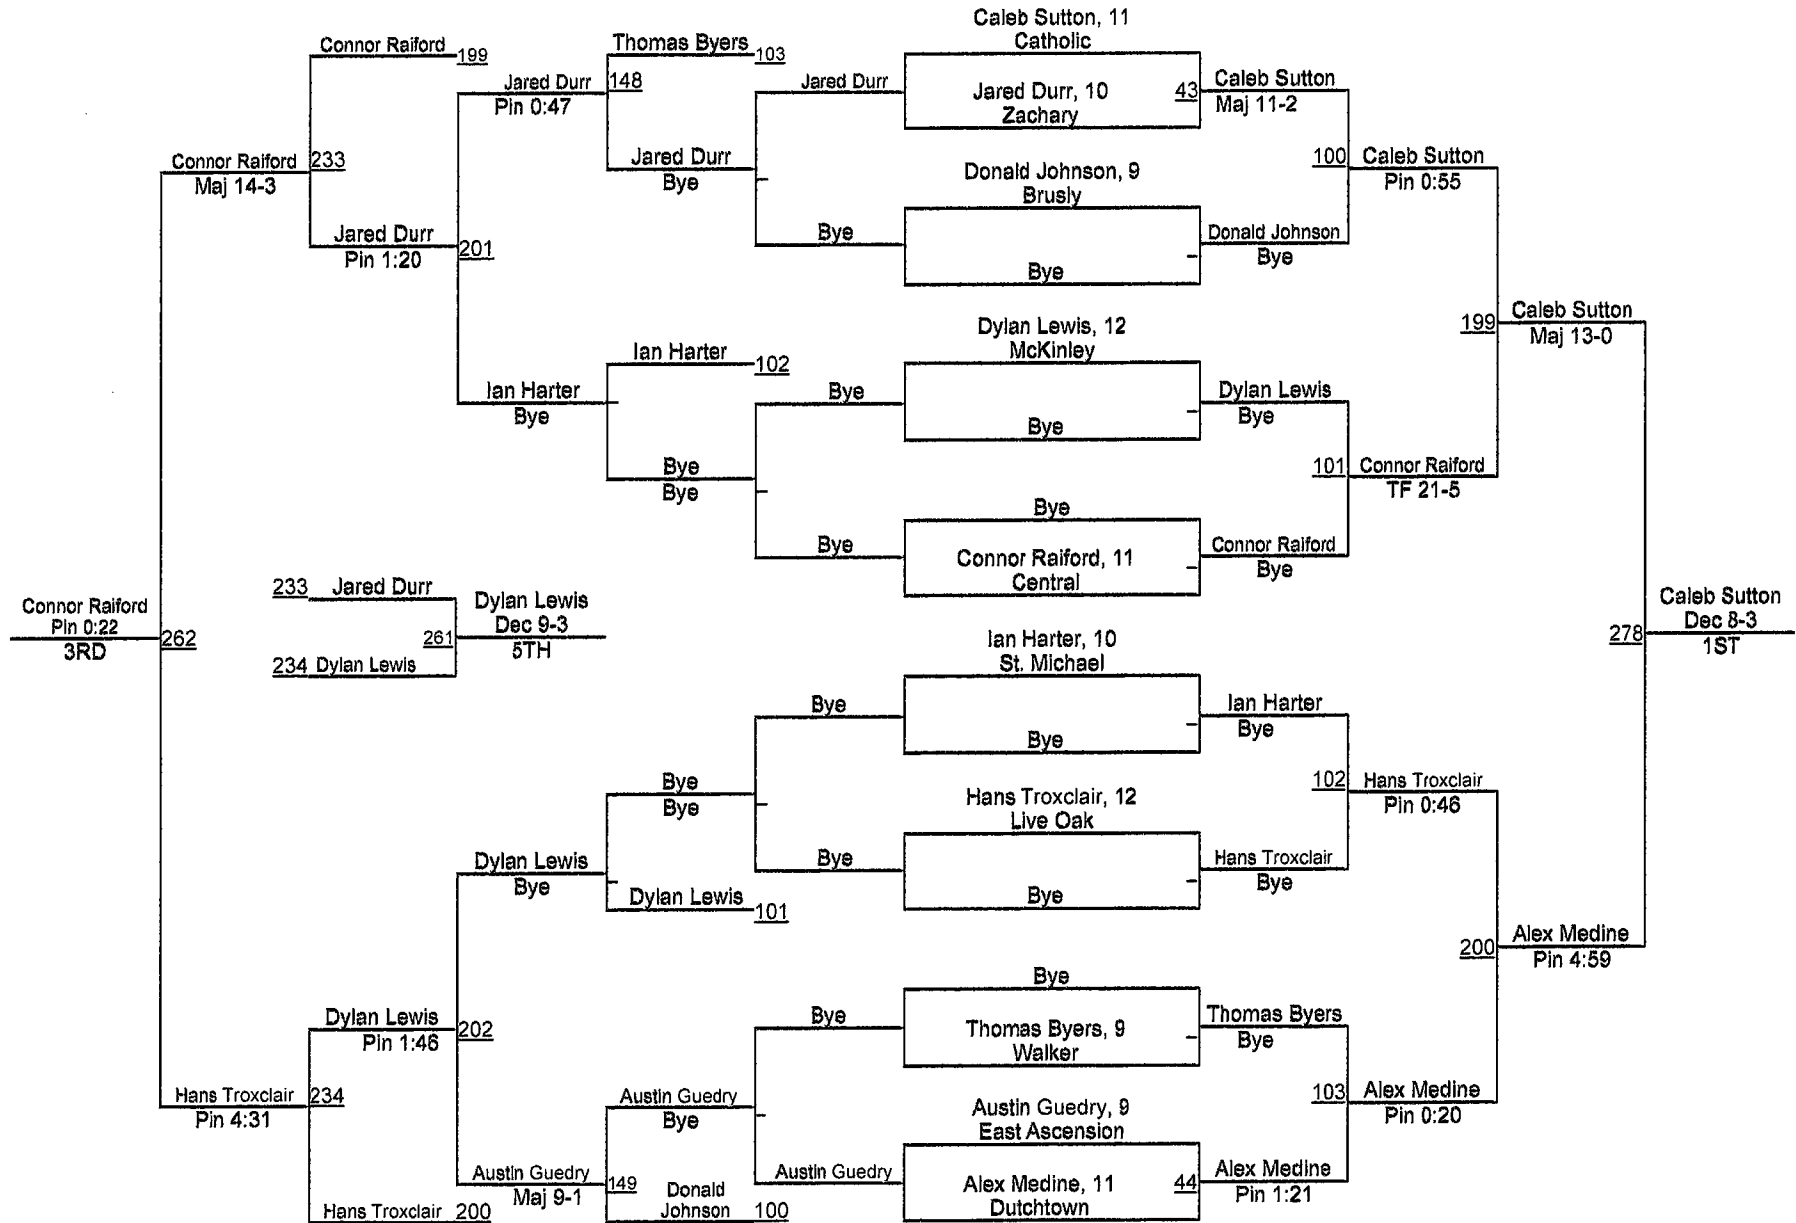 Caleb Sutton, 11
Catholic
Connor Raiford
199
Thomas Byers
103
Jared Durr
Pin 0:47
148
Jared Durr
Jared Durr, 10
Zachary
43
Caleb Sutton
Maj 11-2
Connor Raiford
Maj 14-3
233
Jared Durr
Bye
Donald Johnson, 9
Brusly
100
Caleb Sutton
Pin 0:55
Jared Durr
Pin 1:20
201
Bye
Bye
Donald Johnson
Bye
Dylan Lewis, 12
McKinley
199
Caleb Sutton
Maj 13-0
Ian Harter
102
Ian Harter
Bye
Bye
Bye
Dylan Lewis
Bye
Bye
Bye
101
Connor Raiford
TF 21-5
Bye
Bye
Connor Raiford, 11
Central
Connor Raiford
Bye
Connor Raiford
Pin 0:22
3RD
262
233
Jared Durr
234
Dylan Lewis
261
Dylan Lewis
Dec 9-3
5TH
278
Caleb Sutton
Dec 8-3
1ST
Ian Harter, 10
St. Michael
Bye
Bye
Ian Harter
Bye
Bye
Bye
Hans Troxclair, 12
Live Oak
102
Hans Troxclair
Pin 0:46
Dylan Lewis
Bye
Bye
Bye
Hans Troxclair
Bye
Dylan Lewis
101
200
Alex Medine
Pin 4:59
Bye
Dylan Lewis
Pin 1:46
202
Bye
Thomas Byers, 9
Walker
Thomas Byers
Bye
Hans Troxclair
Pin 4:31
234
Austin Guedry
Bye
Austin Guedry, 9
East Ascension
103
Alex Medine
Pin 0:20
Austin Guedry
Maj 9-1
149
Austin Guedry
Alex Medine, 11
Dutchtown
44
Alex Medine
Pin 1:21
Hans Troxclair
200
Donald
Johnson
100